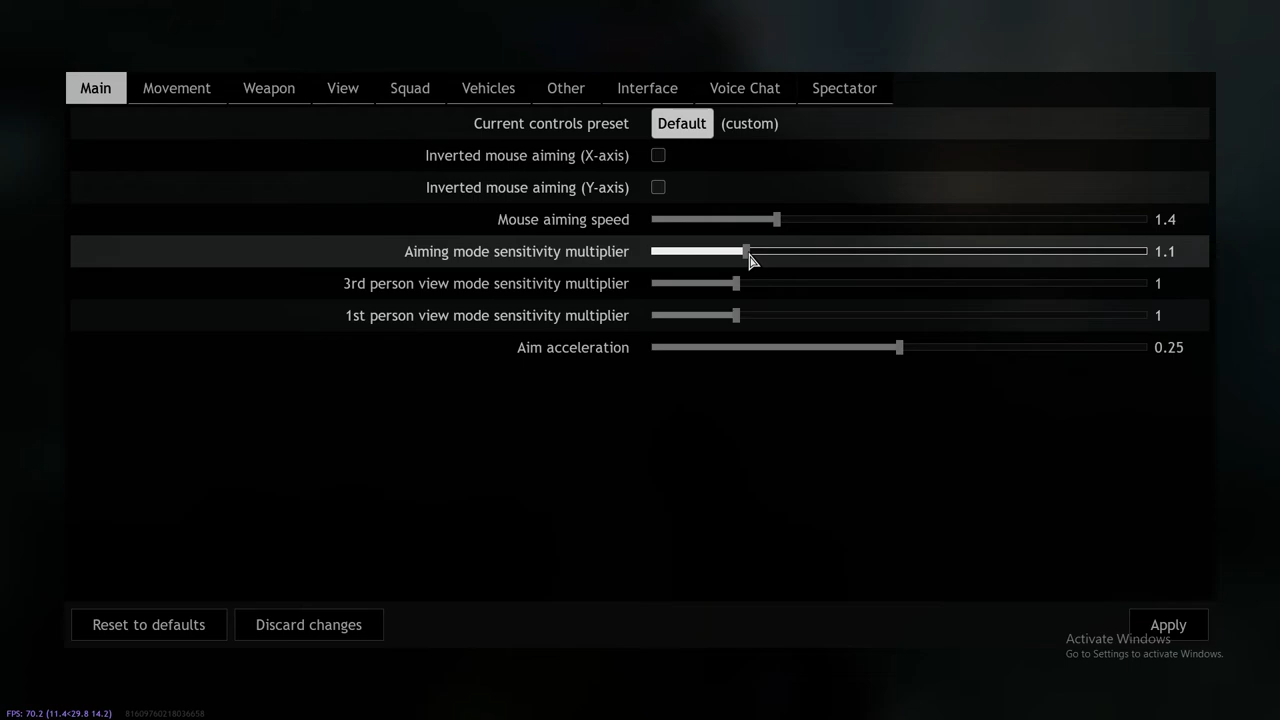 Main Movement Weapon View Squad Vehicles Other Interface Voice Chat Spectator
Current controls preset Default (custom)
Inverted mouse aiming (X-axis)
Inverted mouse aiming (Y-axis)
Mouse aiming speed 1.4
Aiming mode sensitivity multiplier 1.1
3rd person view mode sensitivity multiplier 1
1st person view mode sensitivity multiplier 1
Aim acceleration 0.25
Reset to defaults Discard changes Apply
Activate Windows
Go to Settings to activate Windows.
FPS: 70.2 (11.4<29.8 14.2)